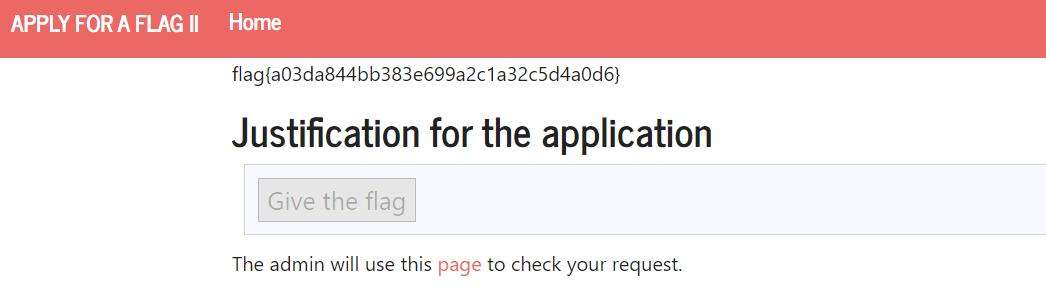 APPLY FOR A FLAG II Home
flag{a03da844bb383e699a2c1a32c5d4a0d6}
Justification for the application
Give the flag
The admin will use this page to check your request.